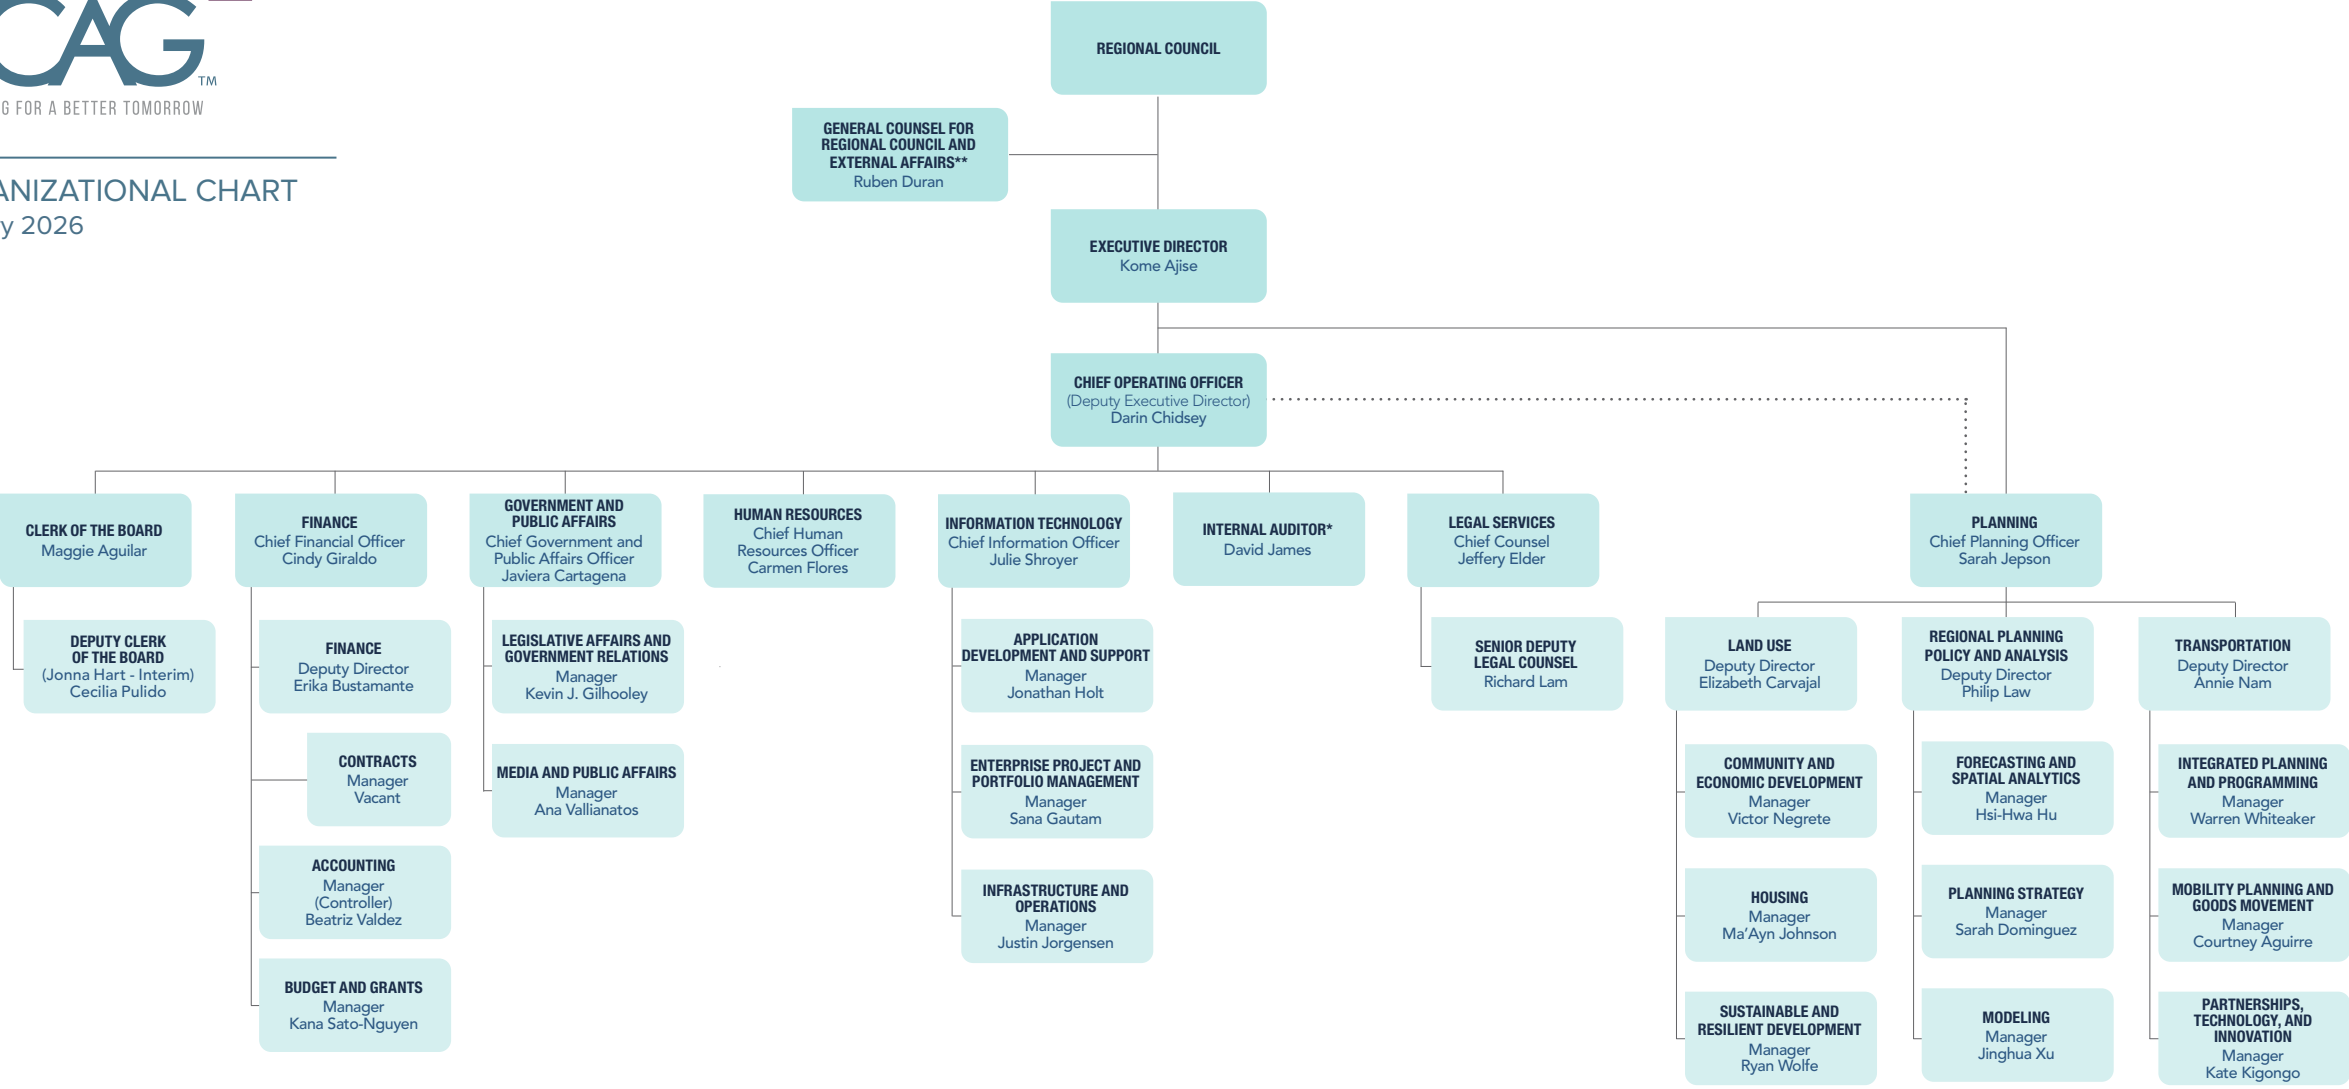 CAG™
G FOR A BETTER TOMORROW
ANIZATIONAL CHART
y 2026
REGIONAL COUNCIL
GENERAL COUNSEL FOR
REGIONAL COUNCIL AND
EXTERNAL AFFAIRS**
Ruben Duran
EXECUTIVE DIRECTOR
Kome Ajise
CHIEF OPERATING OFFICER
(Deputy Executive Director)
Darin Chidsey
CLERK OF THE BOARD
Maggie Aguilar
DEPUTY CLERK
OF THE BOARD
(Jonna Hart - Interim)
Cecilia Pulido
FINANCE
Chief Financial Officer
Cindy Giraldo
FINANCE
Deputy Director
Erika Bustamante
CONTRACTS
Manager
Vacant
ACCOUNTING
Manager
(Controller)
Beatriz Valdez
BUDGET AND GRANTS
Manager
Kana Sato-Nguyen
GOVERNMENT AND
PUBLIC AFFAIRS
Chief Government and
Public Affairs Officer
Javiera Cartagena
LEGISLATIVE AFFAIRS AND
GOVERNMENT RELATIONS
Manager
Kevin J. Gilhooley
MEDIA AND PUBLIC AFFAIRS
Manager
Ana Vallianatos
HUMAN RESOURCES
Chief Human
Resources Officer
Carmen Flores
INFORMATION TECHNOLOGY
Chief Information Officer
Julie Shroyer
APPLICATION
DEVELOPMENT AND SUPPORT
Manager
Jonathan Holt
ENTERPRISE PROJECT AND
PORTFOLIO MANAGEMENT
Manager
Sana Gautam
INFRASTRUCTURE AND
OPERATIONS
Manager
Justin Jorgensen
INTERNAL AUDITOR*
David James
LEGAL SERVICES
Chief Counsel
Jeffery Elder
SENIOR DEPUTY
LEGAL COUNSEL
Richard Lam
PLANNING
Chief Planning Officer
Sarah Jepson
LAND USE
Deputy Director
Elizabeth Carvajal
COMMUNITY AND
ECONOMIC DEVELOPMENT
Manager
Victor Negrete
HOUSING
Manager
Ma'Ayn Johnson
SUSTAINABLE AND
RESILIENT DEVELOPMENT
Manager
Ryan Wolfe
REGIONAL PLANNING
POLICY AND ANALYSIS
Deputy Director
Philip Law
FORECASTING AND
SPATIAL ANALYTICS
Manager
Hsi-Hwa Hu
PLANNING STRATEGY
Manager
Sarah Dominguez
MODELING
Manager
Jinghua Xu
TRANSPORTATION
Deputy Director
Annie Nam
INTEGRATED PLANNING
AND PROGRAMMING
Manager
Warren Whiteaker
MOBILITY PLANNING AND
GOODS MOVEMENT
Manager
Courtney Aguirre
PARTNERSHIPS,
TECHNOLOGY, AND
INNOVATION
Manager
Kate Kigongo